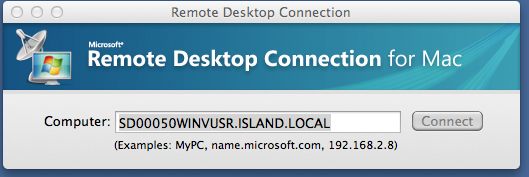 Remote Desktop Connection
Microsoft®
Remote Desktop Connection for Mac
Computer: SD00050WINVUSR.ISLAND.LOCAL Connect
(Examples: MyPC, name.microsoft.com, 192.168.2.8)